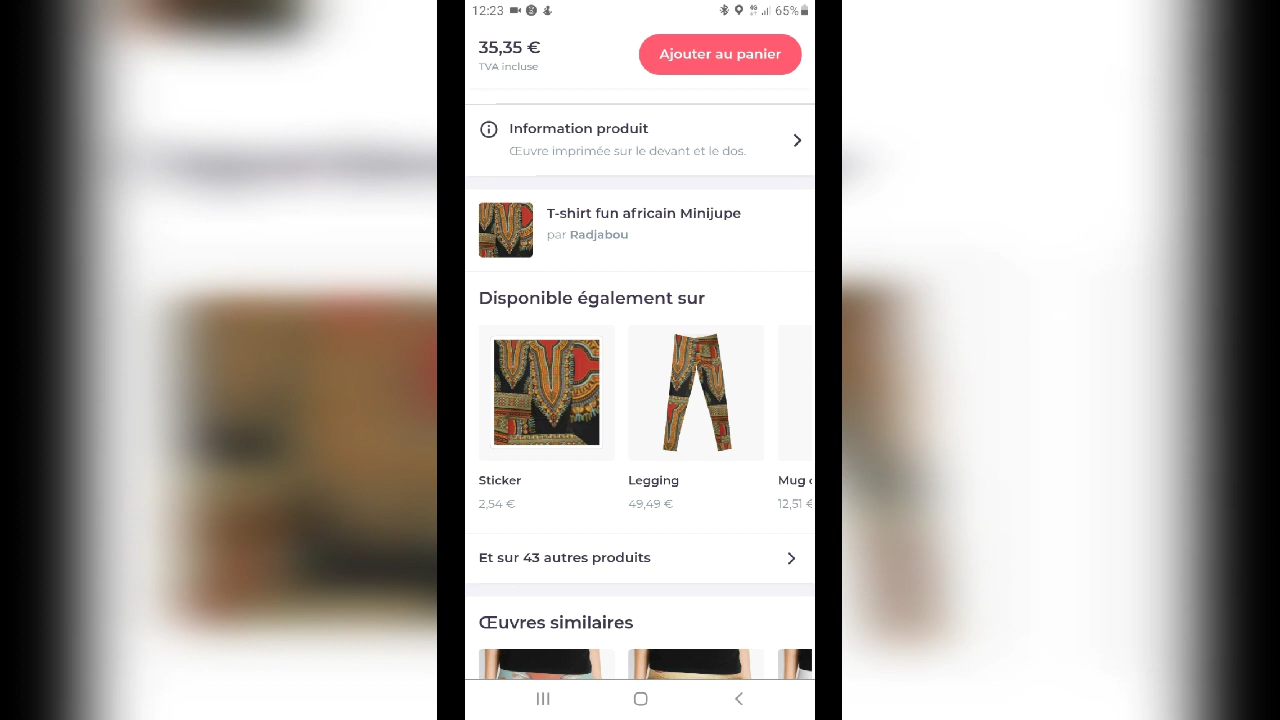 12:23
4G
65%
35,35 €
TVA incluse
Ajouter au panier
Information produit
Œuvre imprimée sur le devant et le dos.
T-shirt fun africain Minijupe
par Radjabou
Disponible également sur
Sticker
Legging
Mug
2,54 €
49,49 €
12,51 €
Et sur 43 autres produits
Œuvres similaires